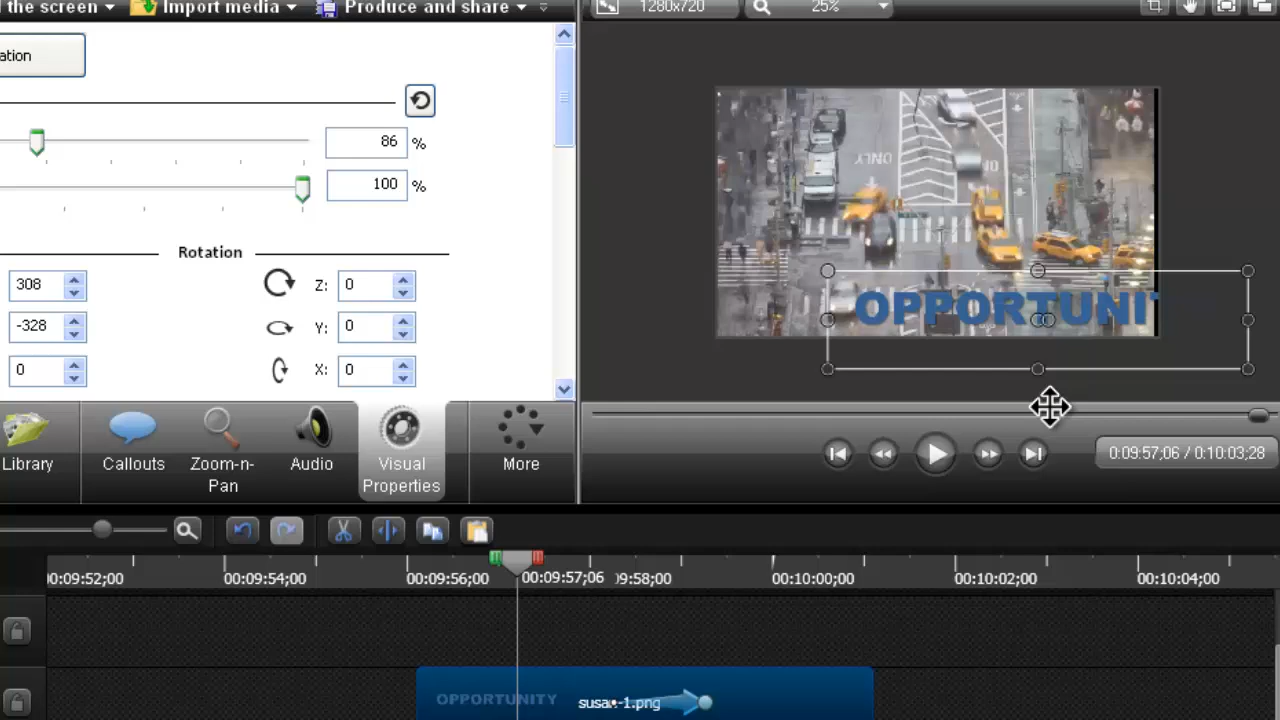 the screen Import media Produce and share 1280x720 25%
ation
86 %
100 %
Rotation
308 Z: 0
-328 Y: 0
0 X: 0
ONLY
OPPORTUNIT
Library Callouts Zoom-n-Pan Audio Visual Properties More
0:09:57;06 / 0:10:03;28
00:09:52;00 00:09:54;00 00:09:56;00 00:09:57;06 00:10:00;00 00:10:02;00 00:10:04;00
OPPORTUNITY